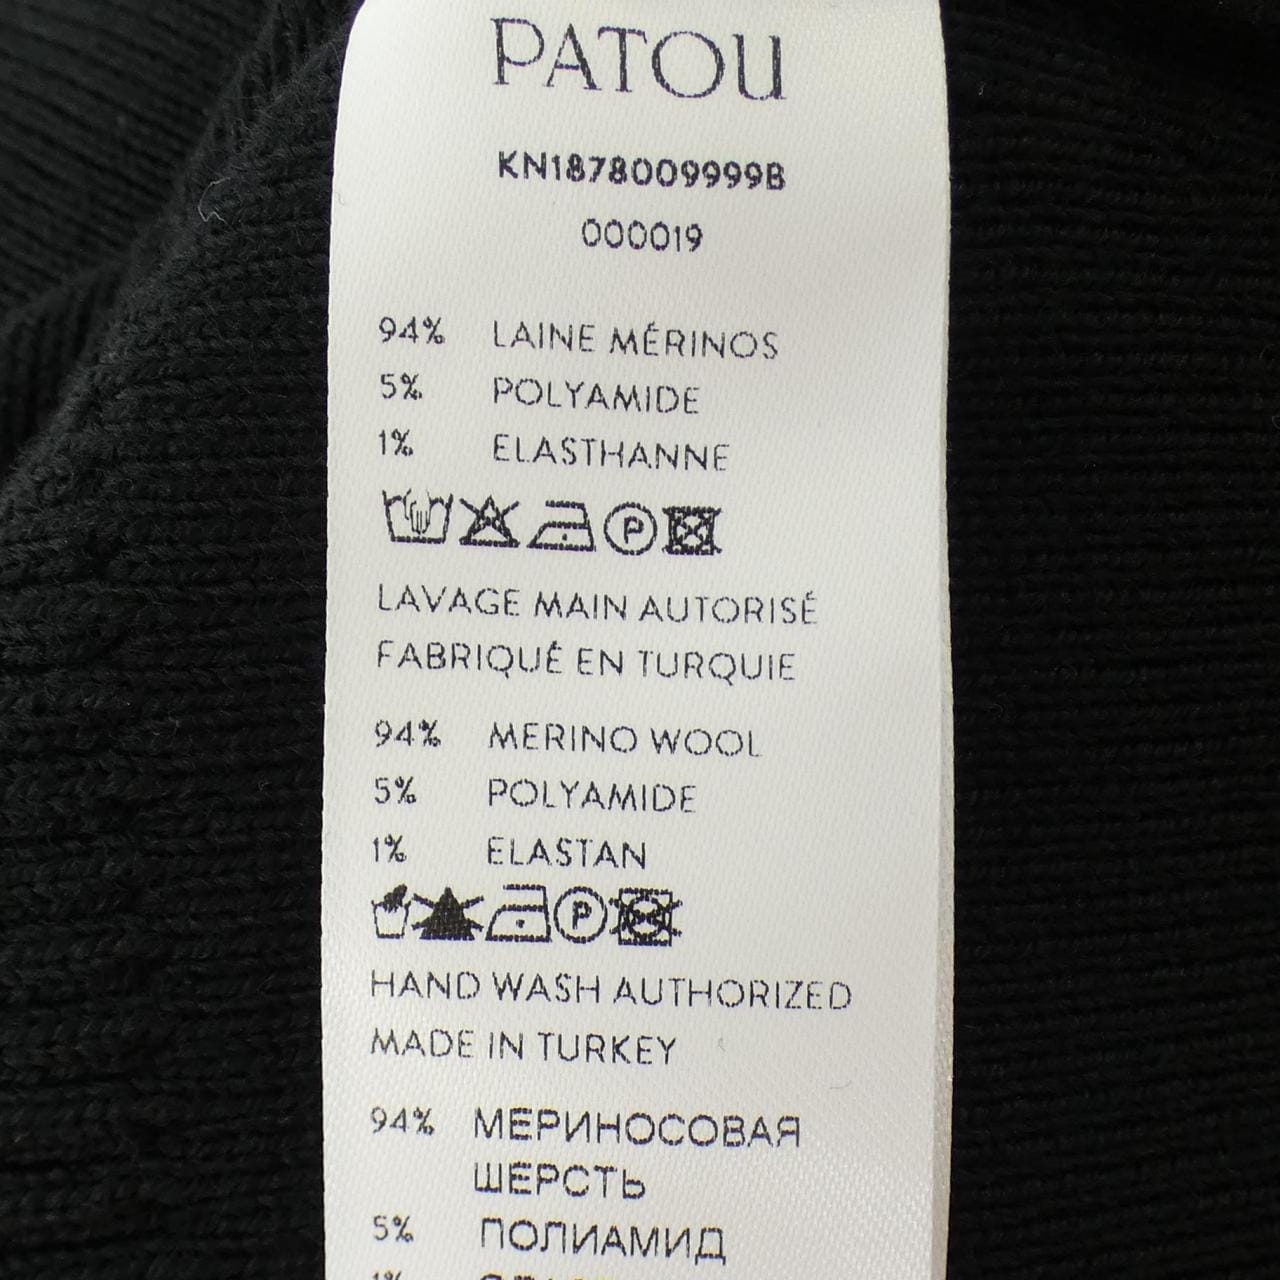 PATOU
KN1878009999B
000019
94% LAINE MÉRINOS
5% POLYAMIDE
1% ELASTHANNE
P
LAVAGE MAIN AUTORISÉ
FABRIQUÉ EN TURQUIE
94% MERINO WOOL
5% POLYAMIDE
1% ELASTAN
P
HAND WASH AUTHORIZED
MADE IN TURKEY
94% МЕРИНОСОВАЯ
ШЕРСТЬ
5% ПОЛИАМИД
1%